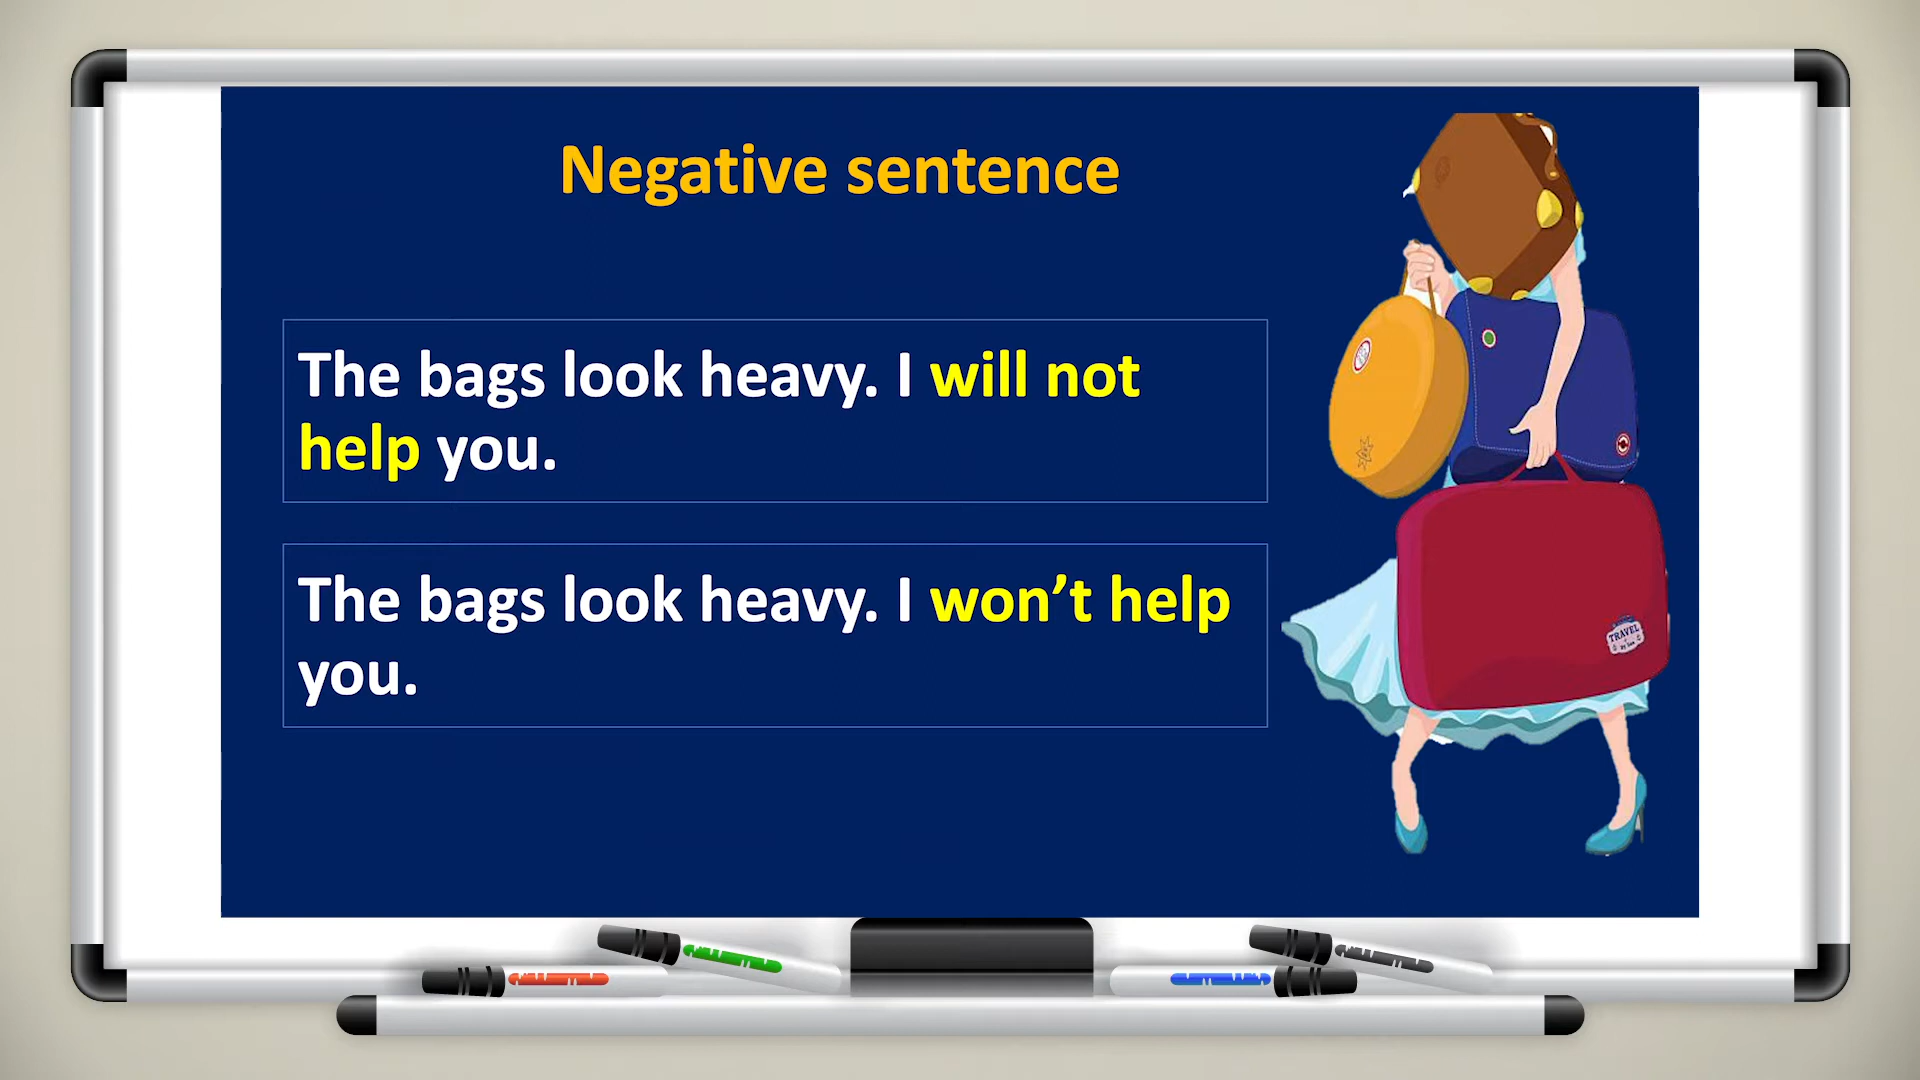 Negative sentence
The bags look heavy. I will not
help you.
The bags look heavy. I won’t help
you.
TRAVEL